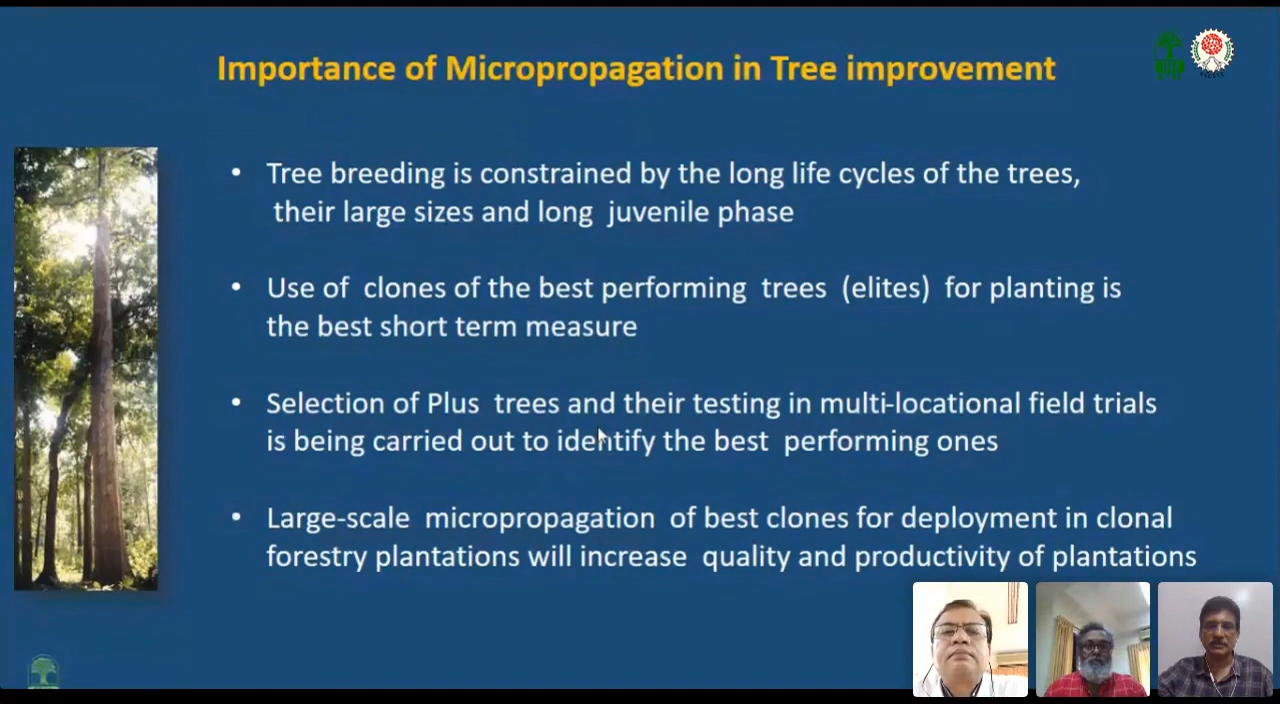 Importance of Micropropagation in Tree improvement
• Tree breeding is constrained by the long life cycles of the trees,
their large sizes and long juvenile phase
• Use of clones of the best performing trees (elites) for planting is
the best short term measure
• Selection of Plus trees and their testing in multi-locational field trials
is being carried out to identify the best performing ones
• Large-scale micropropagation of best clones for deployment in clonal
forestry plantations will increase quality and productivity of plantations